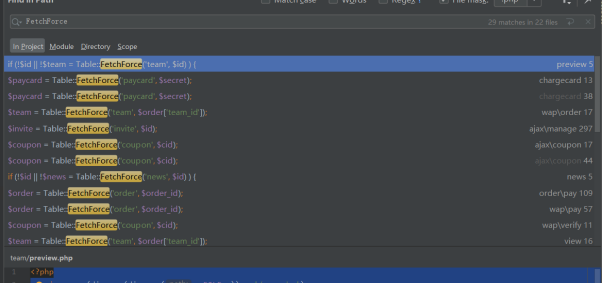 Find in Path Match Case Words Regex ? File mask: *.php
FetchForce 29 matches in 22 files
In Project Module Directory Scope
if (!$id || !$team = Table::FetchForce('team', $id) ) { preview 5
$paycard = Table::FetchForce('paycard', $secret); chargecard 13
$paycard = Table::FetchForce('paycard', $secret); chargecard 38
$team = Table::FetchForce('team', $order['team_id']); wap\order 17
$invite = Table::FetchForce('invite', $id); ajax\manage 297
$coupon = Table::FetchForce('coupon', $cid); ajax\coupon 17
$coupon = Table::FetchForce('coupon', $cid); ajax\coupon 44
if (!$id || !$news = Table::FetchForce('news', $id) ) { news 5
$order = Table::FetchForce('order', $order_id); order\pay 109
$order = Table::FetchForce('order', $order_id); wap\pay 57
$coupon = Table::FetchForce('coupon', $cid); wap\verify 11
$team = Table::FetchForce('team', $order['team_id']); view 16
team/preview.php
1 <?php